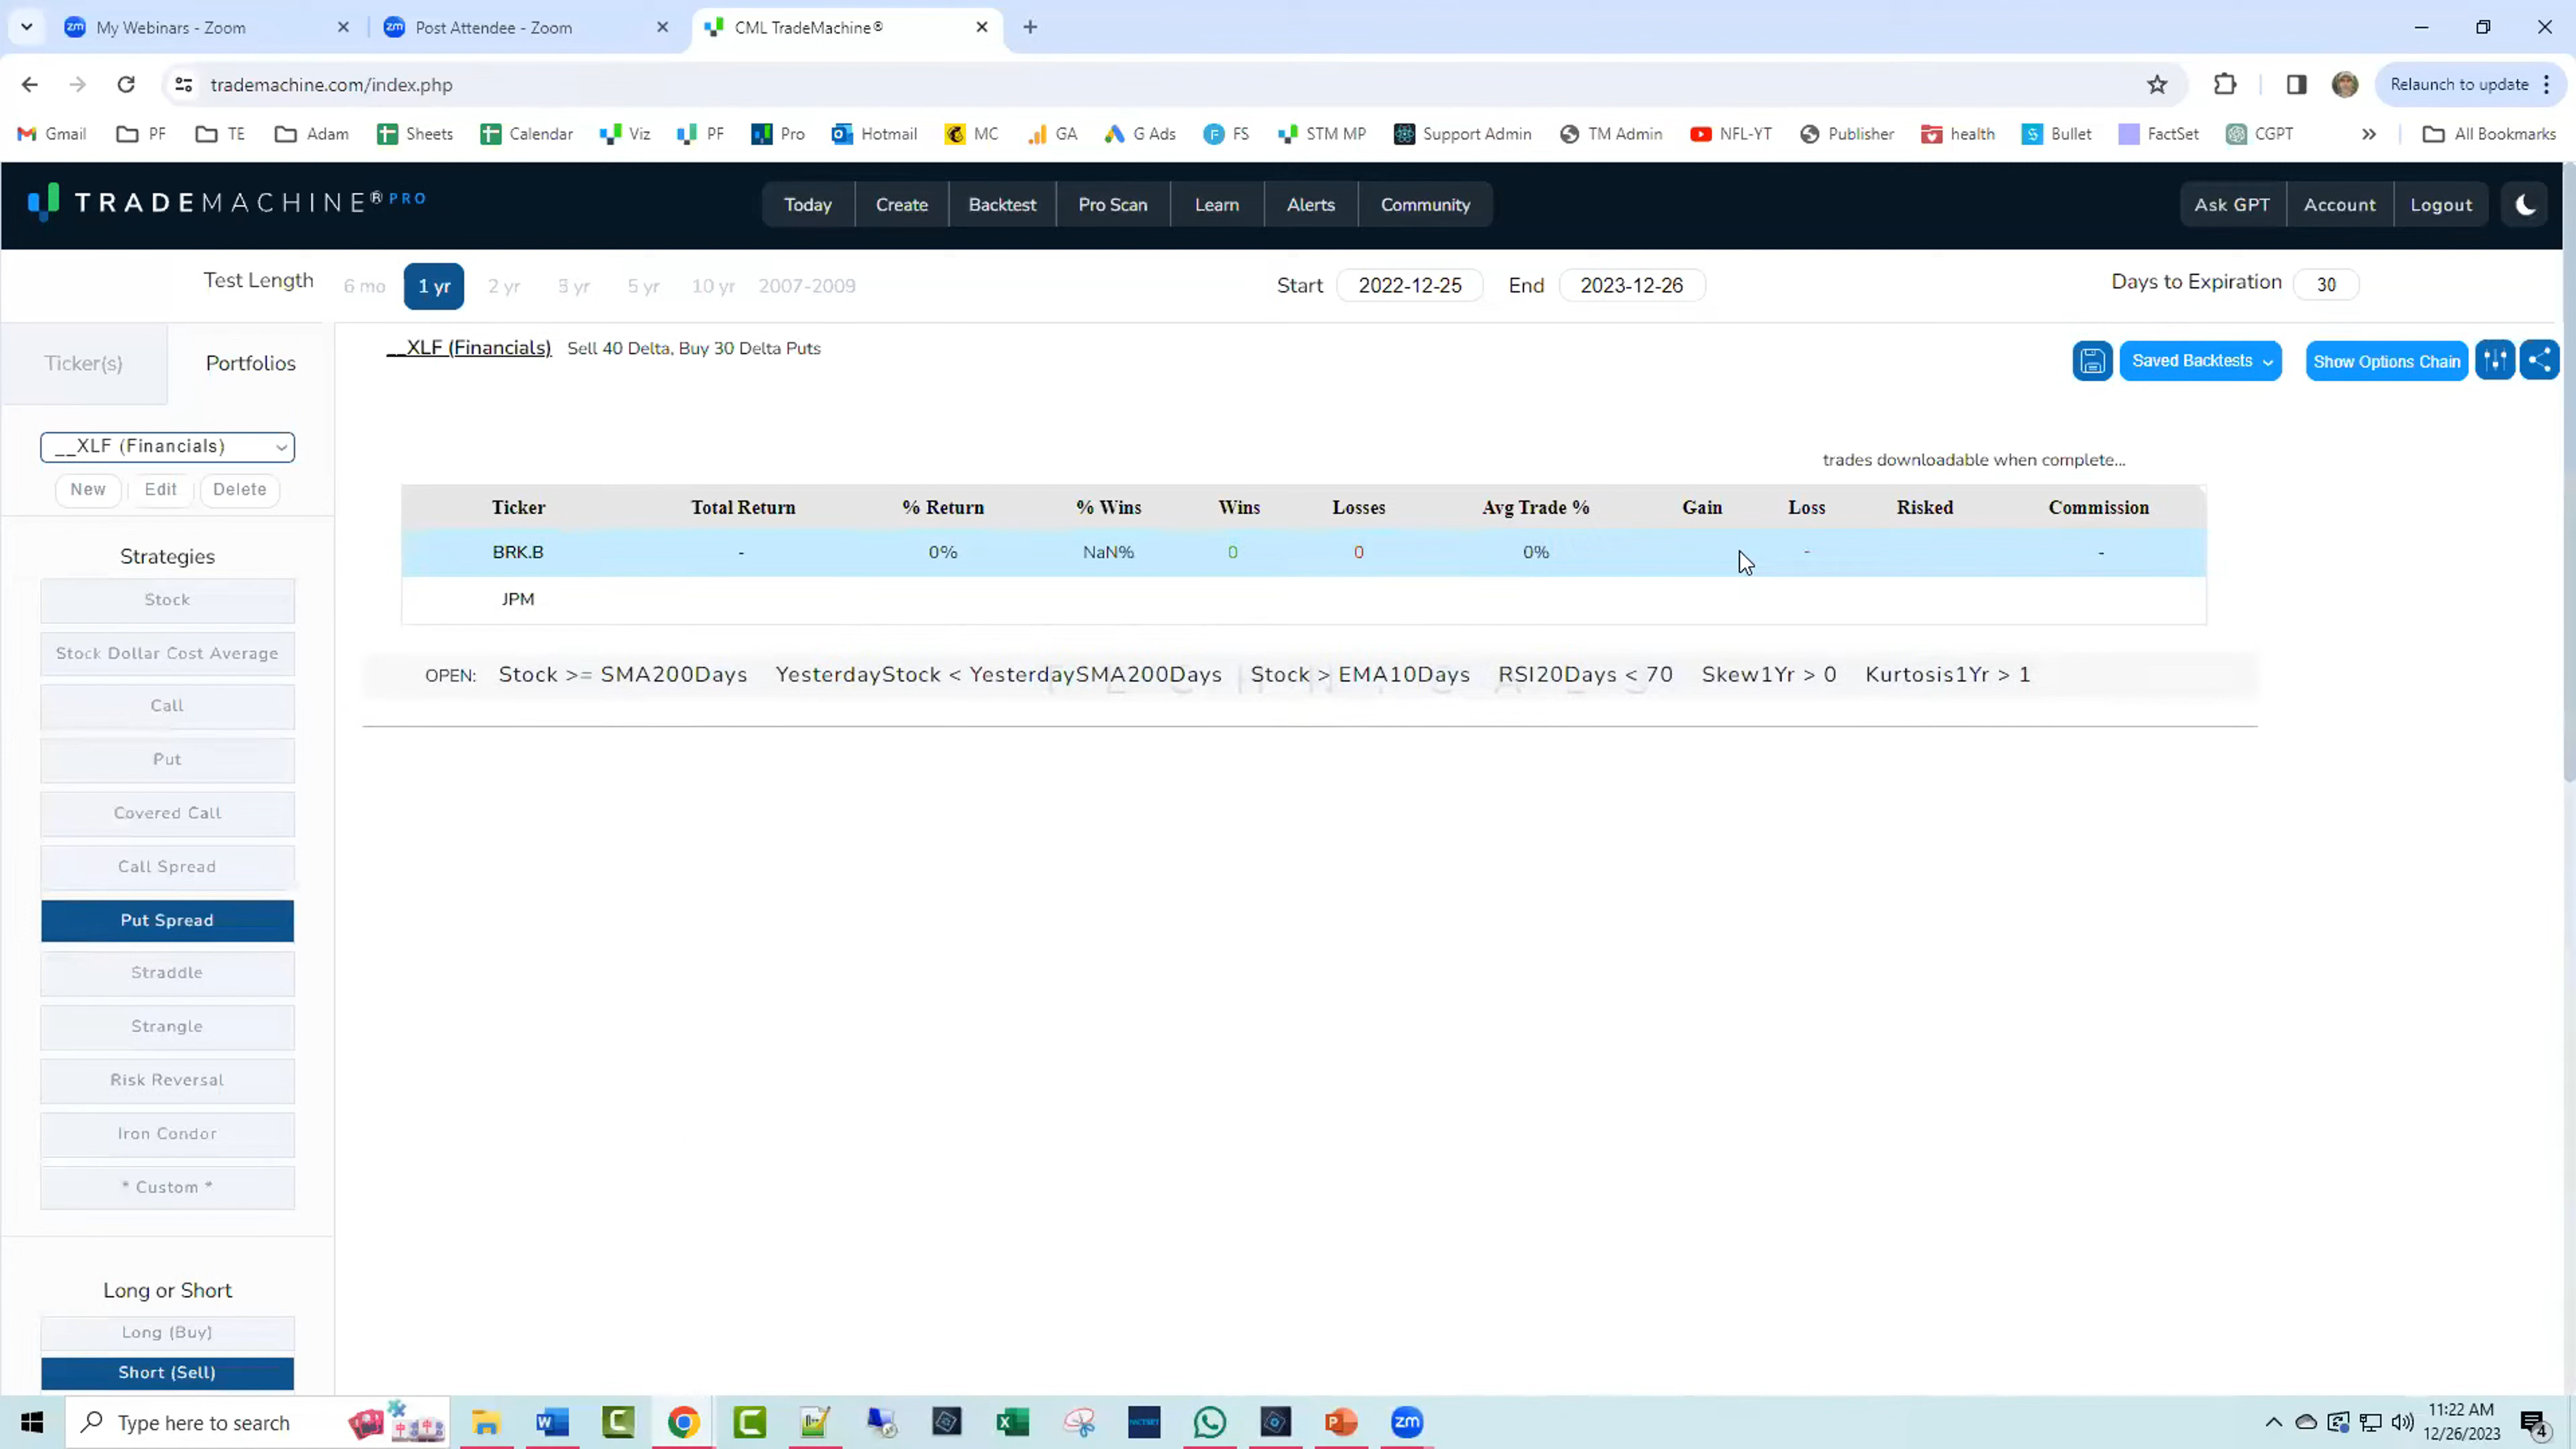 My Webinars - Zoom
Post Attendee - Zoom
CML TradeMachine®
trademachine.com/index.php
Relaunch to update
Gmail PF TE Adam Sheets Calendar Viz PF Pro Hotmail MC GA G Ads FS STM MP Support Admin TM Admin NFL-YT Publisher health Bullet FactSet CGPT » All Bookmarks
TRADEMACHINE® PRO
Today Create Backtest Pro Scan Learn Alerts Community
Ask GPT Account Logout
Test Length 6 mo 1 yr 2 yr 3 yr 5 yr 10 yr 2007-2009 Start 2022-12-25 End 2023-12-26 Days to Expiration 30
Ticker(s) Portfolios
__XLF (Financials) Sell 40 Delta, Buy 30 Delta Puts
Saved Backtests Show Options Chain
__XLF (Financials)
New Edit Delete
trades downloadable when complete...
Ticker Total Return % Return % Wins Wins Losses Avg Trade % Gain Loss Risked Commission
BRK.B - 0% NaN% 0 0 0% - -
JPM
OPEN: Stock >= SMA200Days YesterdayStock < YesterdaySMA200Days Stock > EMA10Days RSI20Days < 70 Skew1Yr > 0 Kurtosis1Yr > 1
Strategies
Stock
Stock Dollar Cost Average
Call
Put
Covered Call
Call Spread
Put Spread
Straddle
Strangle
Risk Reversal
Iron Condor
* Custom *
Long or Short
Long (Buy)
Short (Sell)
Type here to search
11:22 AM
12/26/2023
4